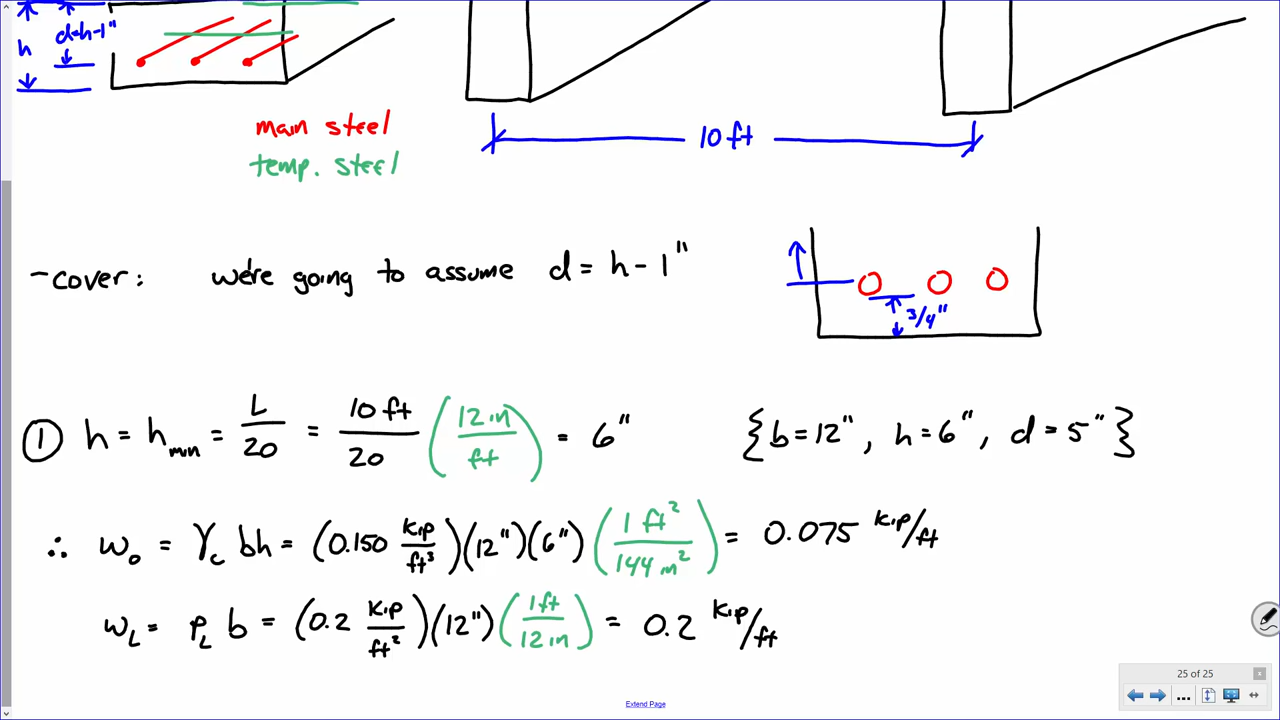 h
d=h-1"
main steel
temp. steel
10 ft
- cover: we're going to assume d = h - 1"
3/4"
① h = h_min = L/20 = 10 ft/20 (12 in/ft) = 6" {b=12", h=6", d=5"}
∴ w_o = γ_c bh = (0.150 kip/ft³)(12")(6")(1 ft²/144 in²) = 0.075 kip/ft
w_L = p_L b = (0.2 kip/ft²)(12")(1 ft/12 in) = 0.2 kip/ft
25 of 25
...
Extend Page